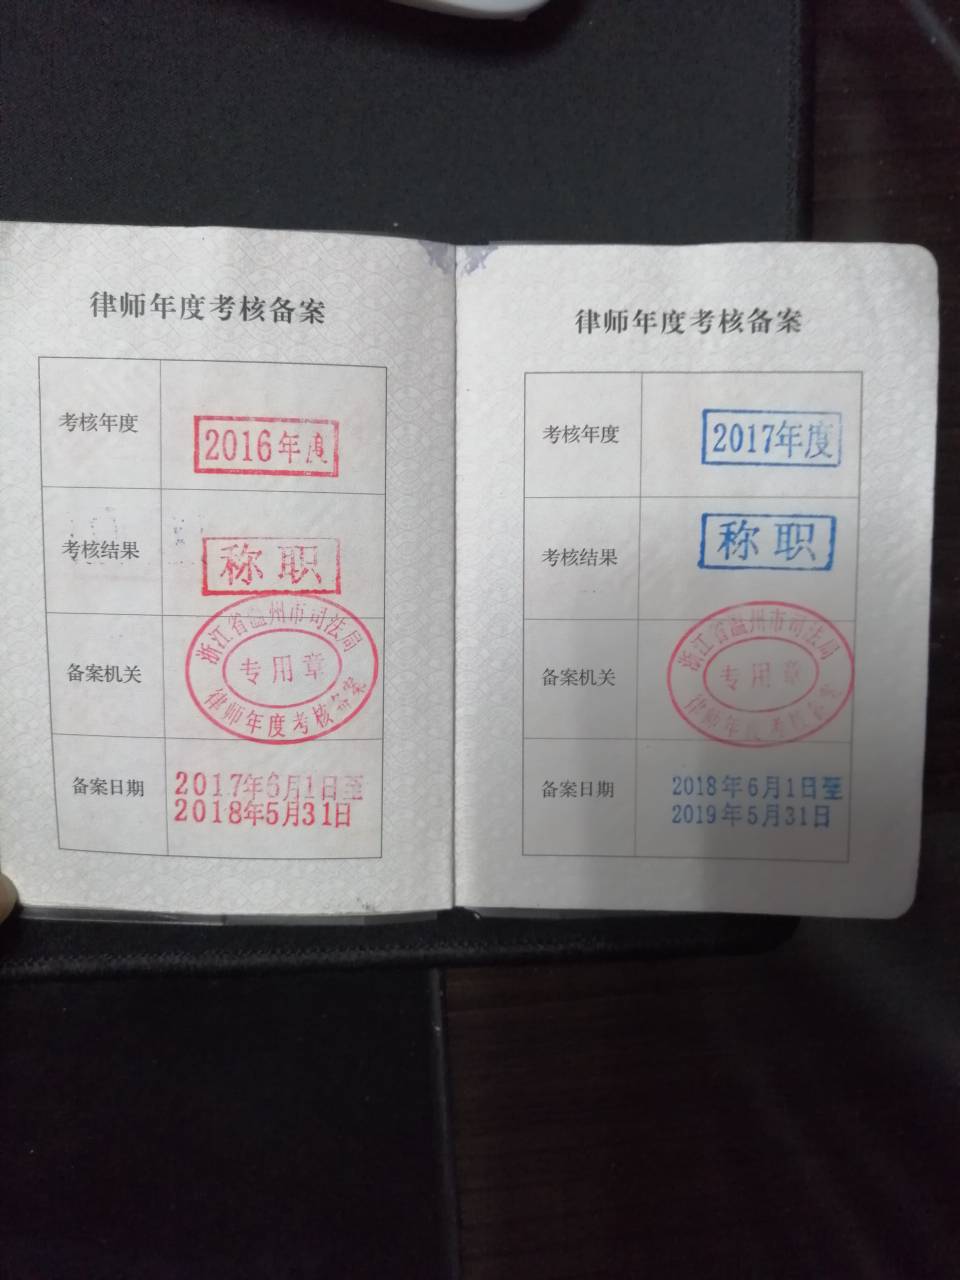 律师年度考核备案
考核年度
2016年度
考核结果
称职
备案机关
浙江省温州市司法局
专用章
律师年度考核备案
备案日期
2017年6月1日至
2018年5月31日
律师年度考核备案
考核年度
2017年度
考核结果
称职
备案机关
浙江省温州市司法局
专用章
律师年度考核备案
备案日期
2018年6月1日至
2019年5月31日